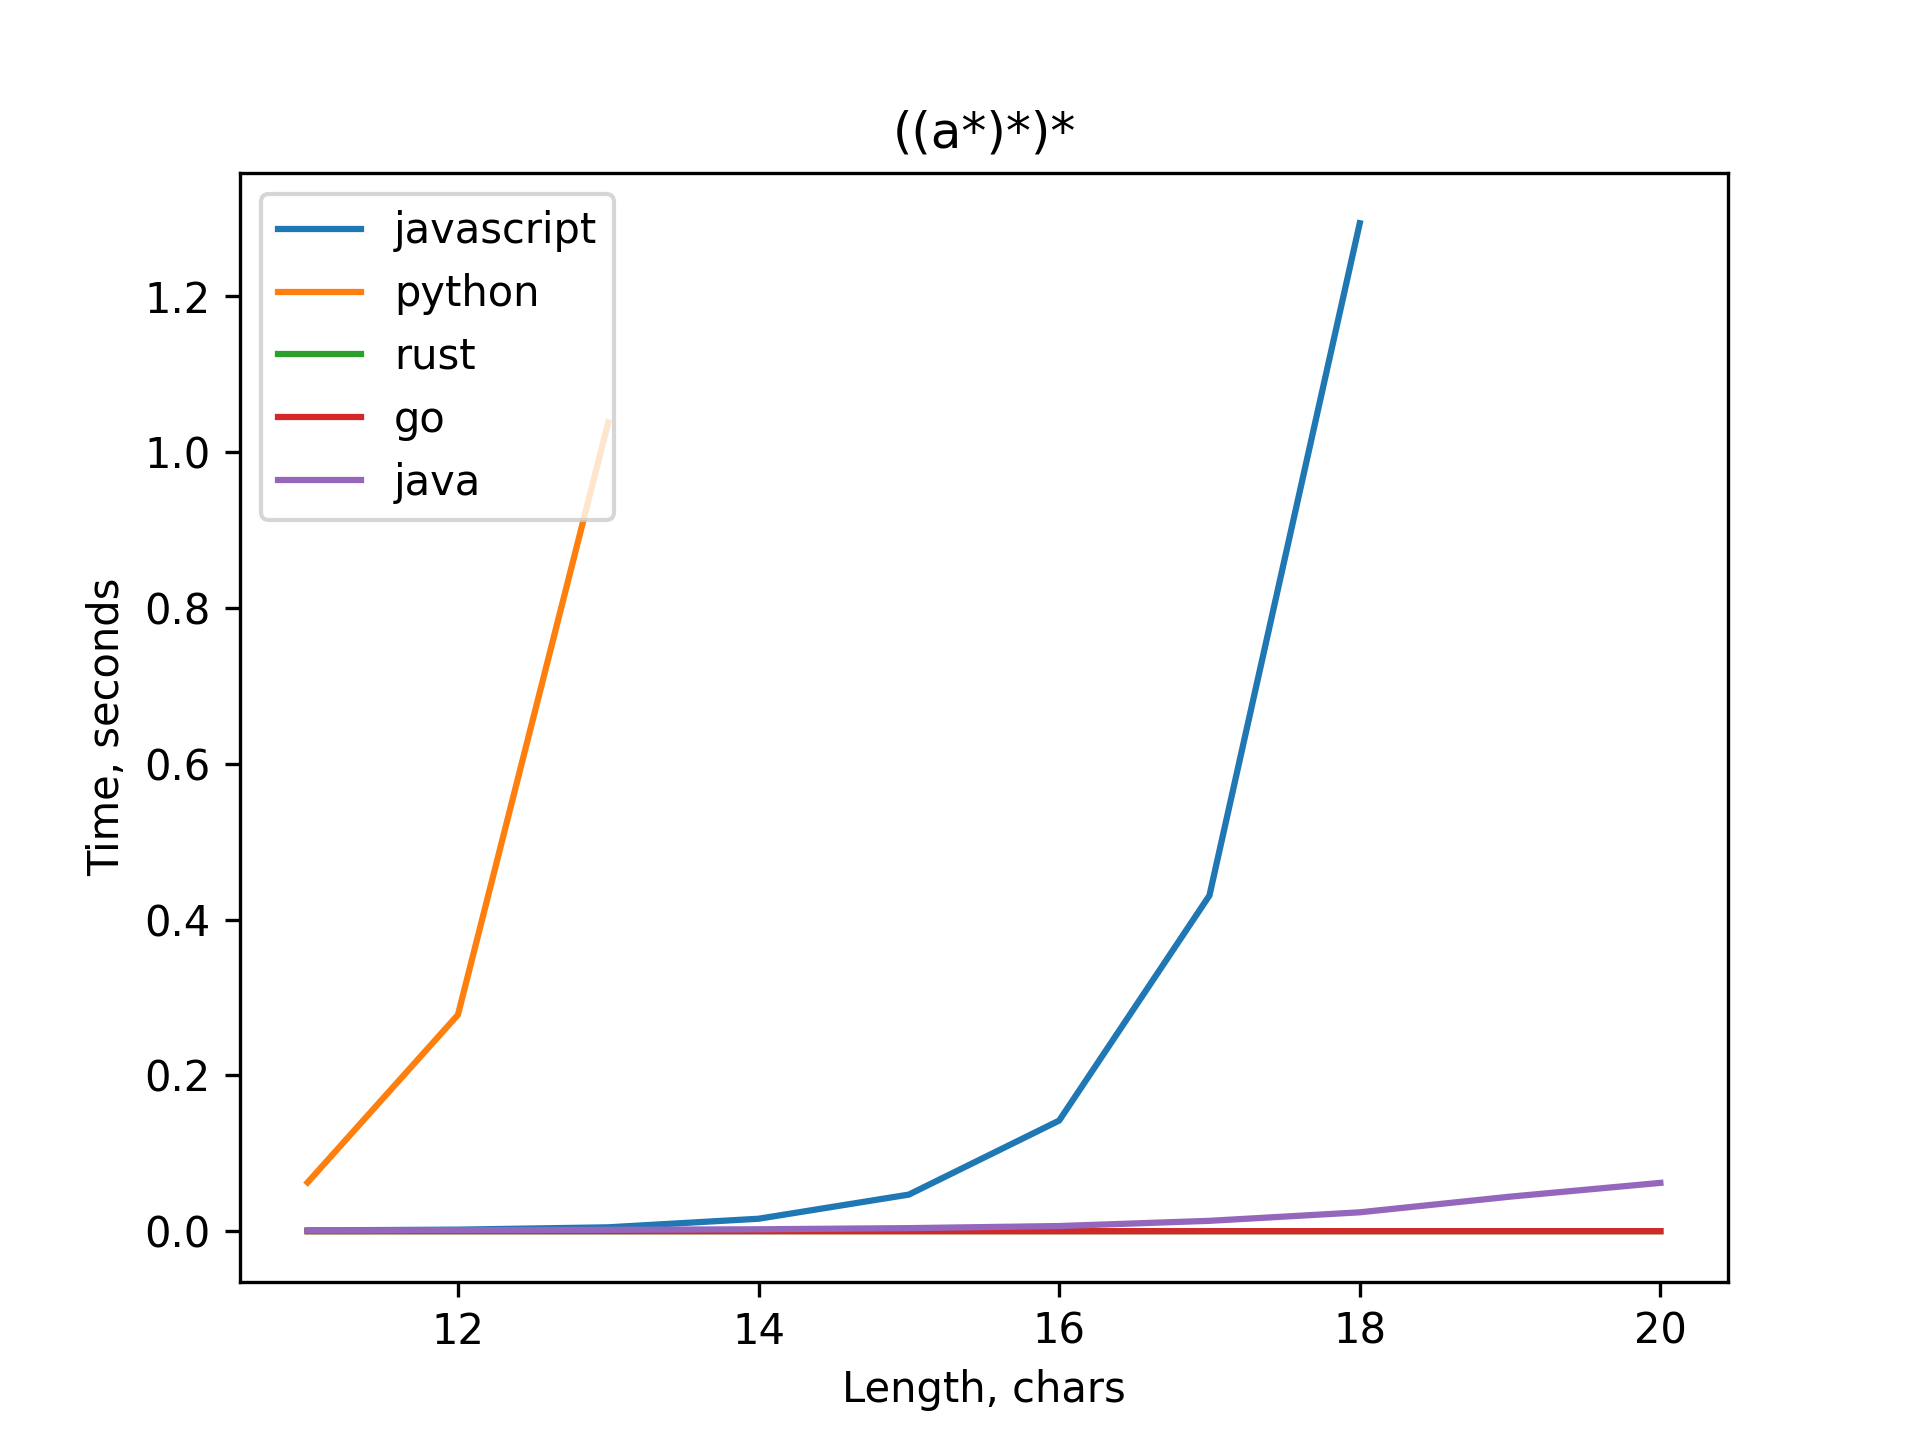 ((a*)*)*
javascript
python
rust
go
java
1.2
1.0
0.8
0.6
0.4
0.2
0.0
Time, seconds
12 14 16 18 20
Length, chars